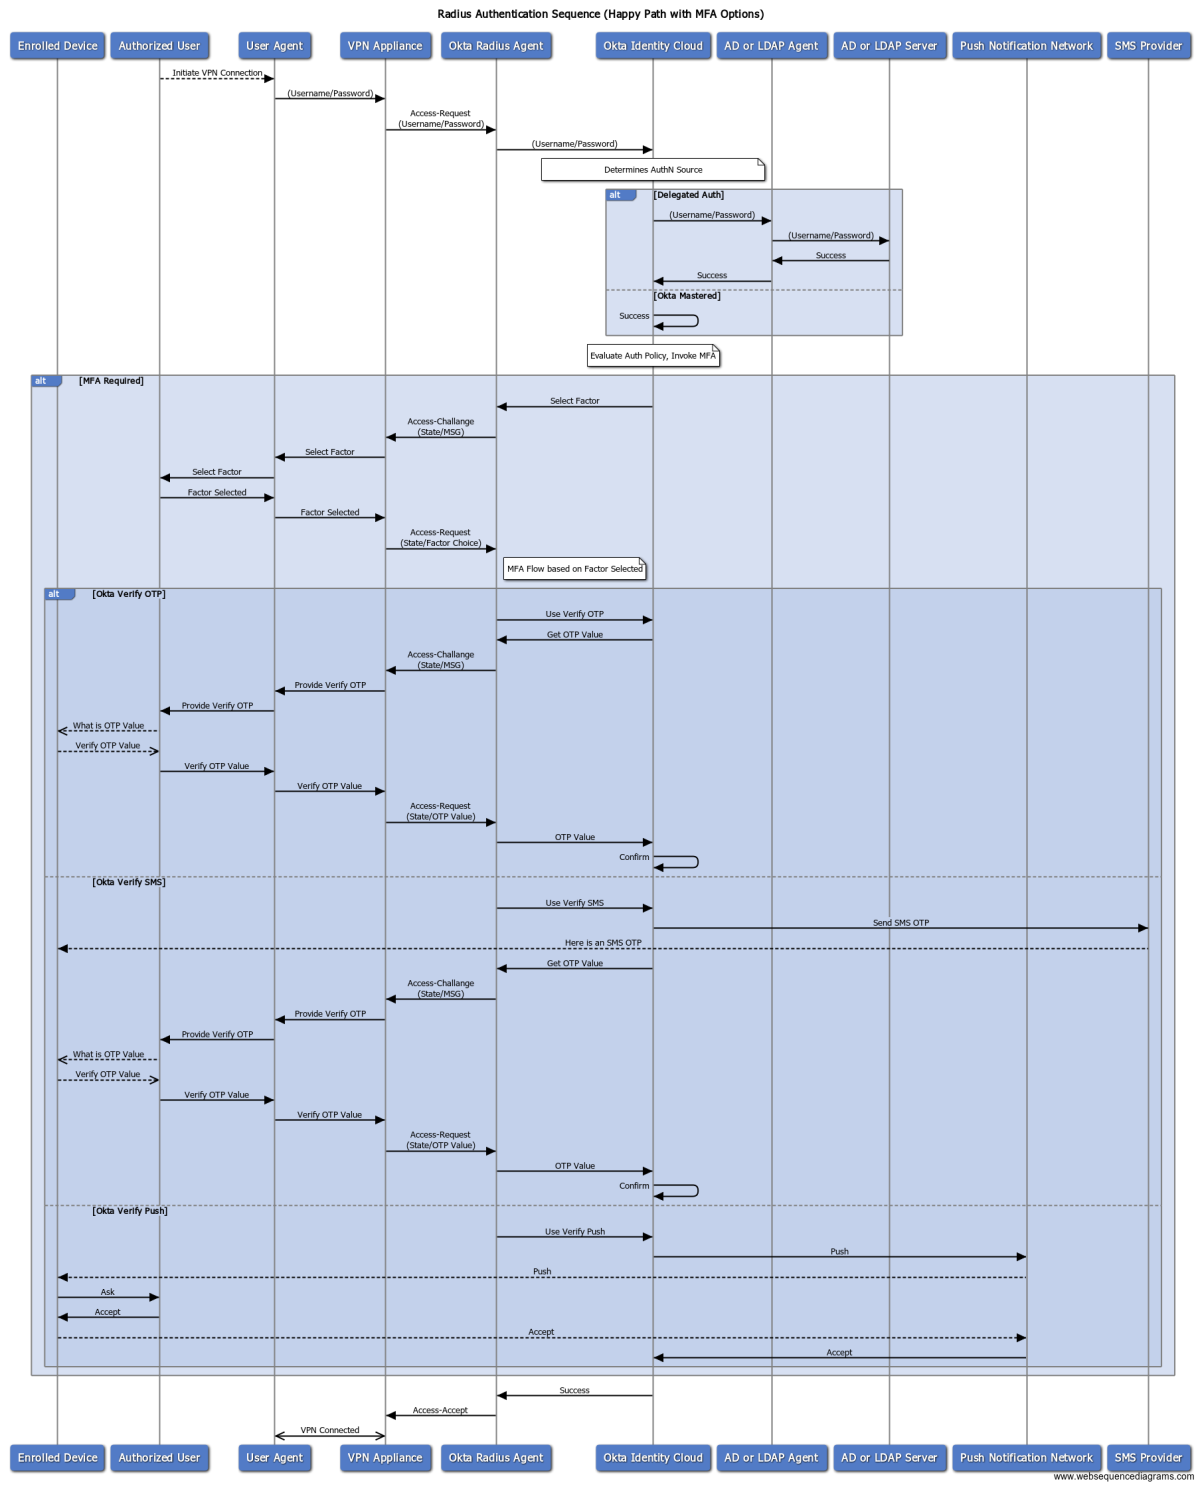 Radius Authentication Sequence (Happy Path with MFA Options)
Enrolled Device
Authorized User
User Agent
VPN Appliance
Okta Radius Agent
Okta Identity Cloud
AD or LDAP Agent
AD or LDAP Server
Push Notification Network
SMS Provider
Initiate VPN Connection
(Username/Password)
Access-Request
(Username/Password)
(Username/Password)
Determines AuthN Source
alt
[Delegated Auth]
(Username/Password)
(Username/Password)
Success
Success
[Okta Mastered]
Success
Evaluate Auth Policy, Invoke MFA
alt
[MFA Required]
Select Factor
Access-Challange
(State/MSG)
Select Factor
Select Factor
Factor Selected
Factor Selected
Access-Request
(State/Factor Choice)
MFA Flow based on Factor Selected
alt
[Okta Verify OTP]
Use Verify OTP
Get OTP Value
Access-Challange
(State/MSG)
Provide Verify OTP
Provide Verify OTP
What is OTP Value
Verify OTP Value
Verify OTP Value
Verify OTP Value
Access-Request
(State/OTP Value)
OTP Value
Confirm
[Okta Verify SMS]
Use Verify SMS
Send SMS OTP
Here is an SMS OTP
Get OTP Value
Access-Challange
(State/MSG)
Provide Verify OTP
Provide Verify OTP
What is OTP Value
Verify OTP Value
Verify OTP Value
Verify OTP Value
Access-Request
(State/OTP Value)
OTP Value
Confirm
[Okta Verify Push]
Use Verify Push
Push
Push
Ask
Accept
Accept
Accept
Success
Access-Accept
VPN Connected
Enrolled Device
Authorized User
User Agent
VPN Appliance
Okta Radius Agent
Okta Identity Cloud
AD or LDAP Agent
AD or LDAP Server
Push Notification Network
SMS Provider
www.websequencediagrams.com